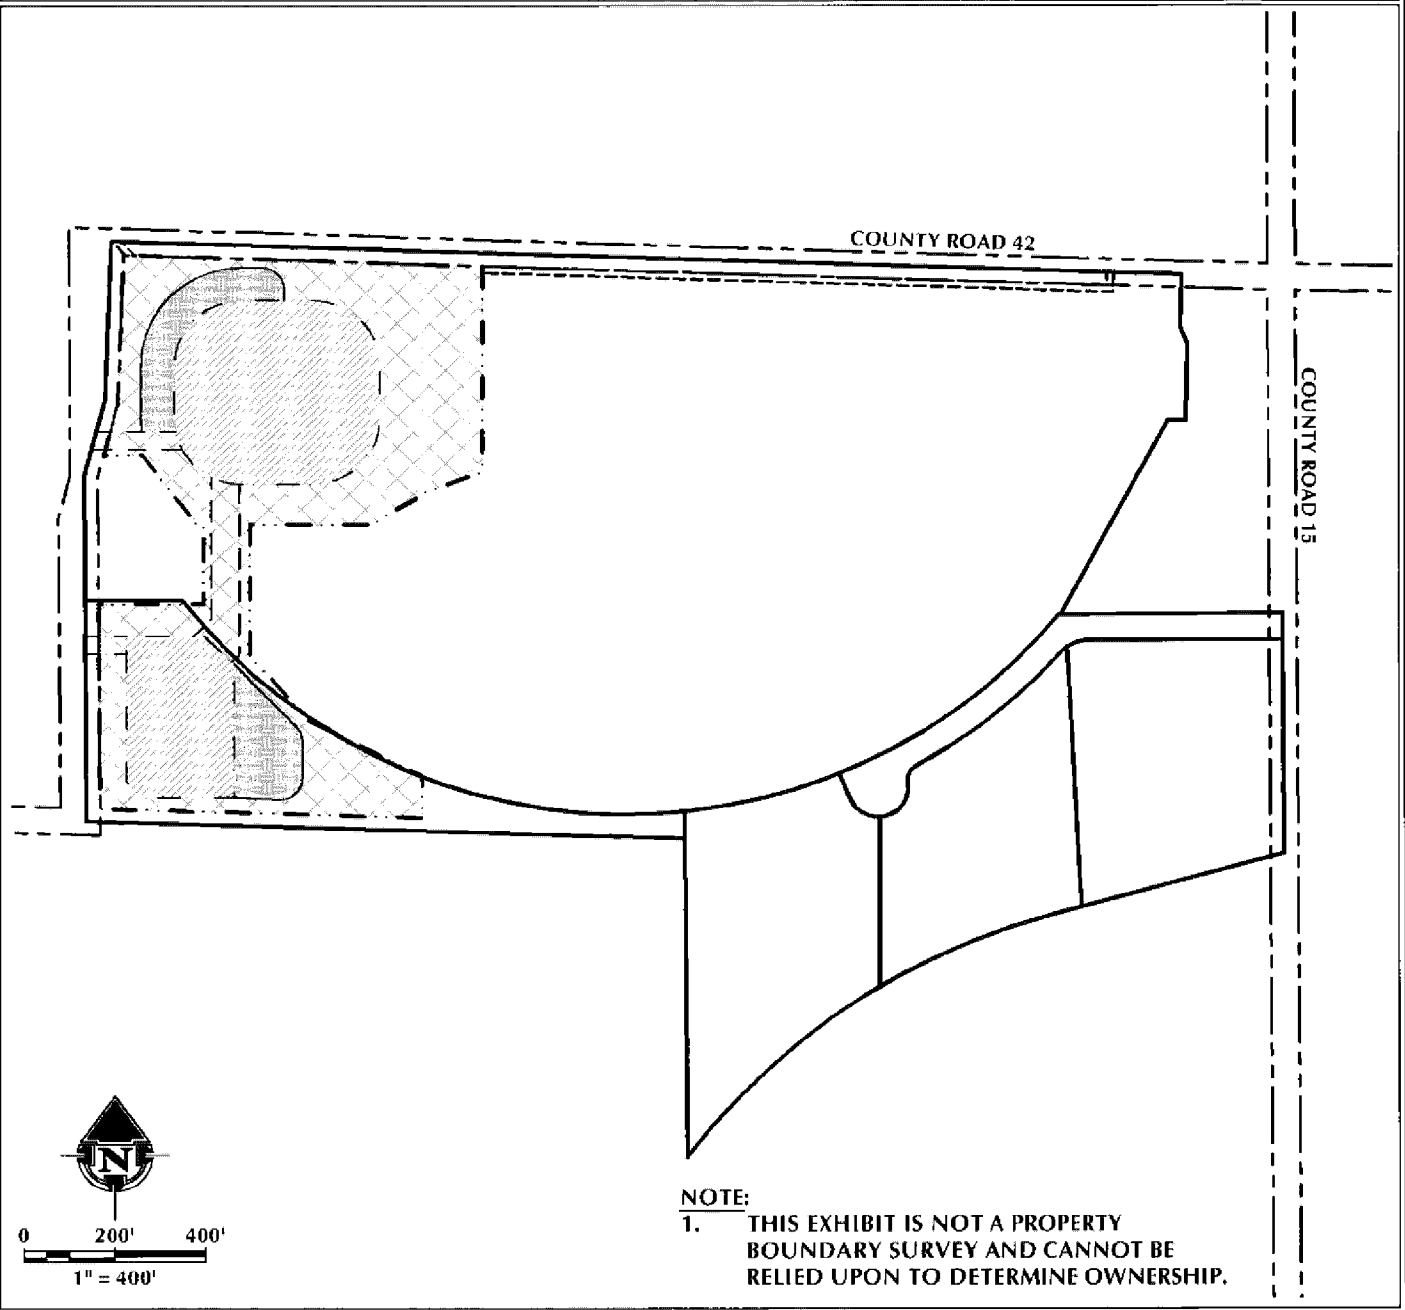 COUNTY ROAD 42
COUNTY ROAD 15
N
0 200' 400'
1" = 400'
NOTE:
1. THIS EXHIBIT IS NOT A PROPERTY
BOUNDARY SURVEY AND CANNOT BE
RELIED UPON TO DETERMINE OWNERSHIP.